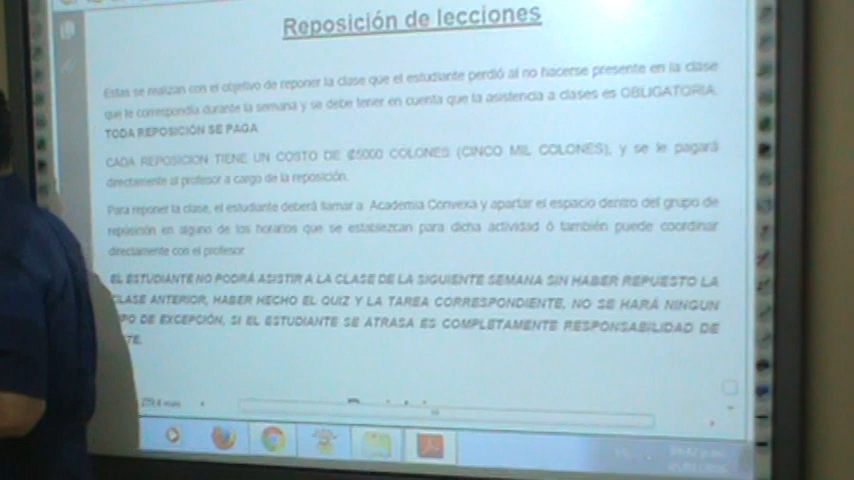 Reposición de lecciones
Estas se realizan con el objetivo de reponer la clase que el estudiante perdió al no hacerse presente en la clase
que le correspondía durante la semana y se debe tener en cuenta que la asistencia a clases es OBLIGATORIA.
TODA REPOSICIÓN SE PAGA
CADA REPOSICION TIENE UN COSTO DE ₡5000 COLONES (CINCO MIL COLONES), y se le pagará
directamente al profesor a cargo de la reposición.
Para reponer la clase, el estudiante deberá llamar a Academia Convexa y apartar el espacio dentro del grupo de
reposición en alguno de los horarios que se establezcan para dicha actividad ó también puede coordinar
directamente con el profesor
EL ESTUDIANTE NO PODRÁ ASISTIR A LA CLASE DE LA SIGUIENTE SEMANA SIN HABER REPUESTO LA
CLASE ANTERIOR, HABER HECHO EL QUIZ Y LA TAREA CORRESPONDIENTE, NO SE HARÁ NINGUN
PO DE EXCEPCIÓN, SI EL ESTUDIANTE SE ATRASA ES COMPLETAMENTE RESPONSABILIDAD DE
TE.